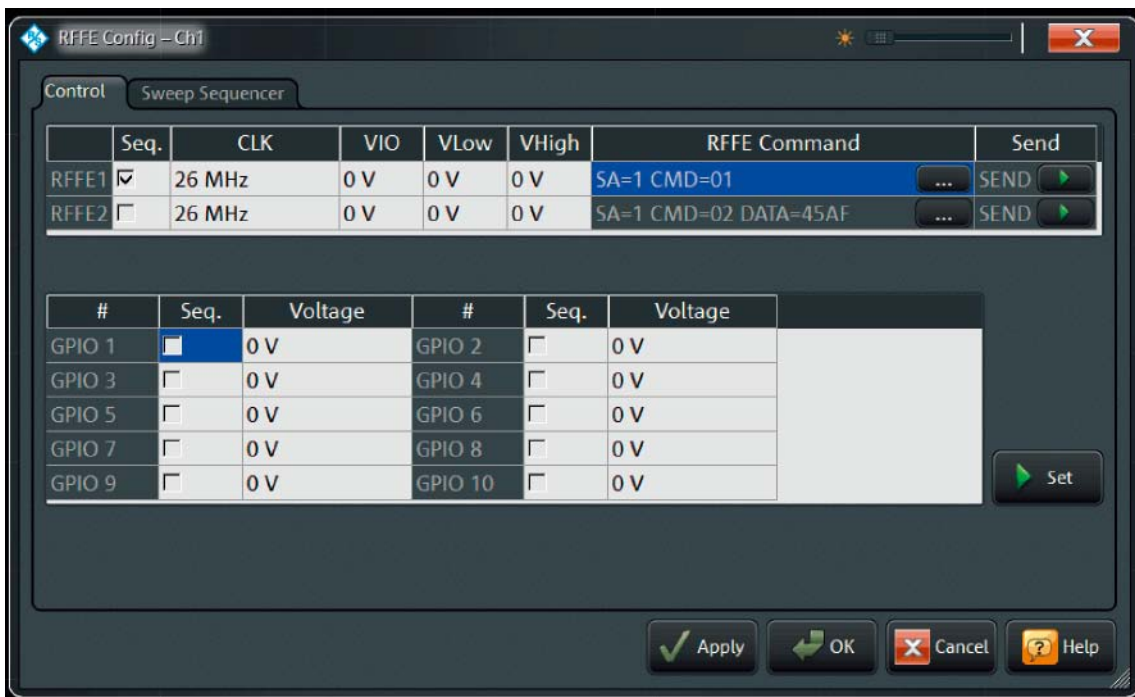 RFFE Config – Ch1
Control Sweep Sequencer
Seq. CLK VIO VLow VHigh RFFE Command Send
RFFE1 26 MHz 0 V 0 V 0 V SA=1 CMD=01 ... SEND
RFFE2 26 MHz 0 V 0 V 0 V SA=1 CMD=02 DATA=45AF ... SEND
# Seq. Voltage # Seq. Voltage
GPIO 1 0 V GPIO 2 0 V
GPIO 3 0 V GPIO 4 0 V
GPIO 5 0 V GPIO 6 0 V
GPIO 7 0 V GPIO 8 0 V
GPIO 9 0 V GPIO 10 0 V
Set
Apply OK Cancel Help